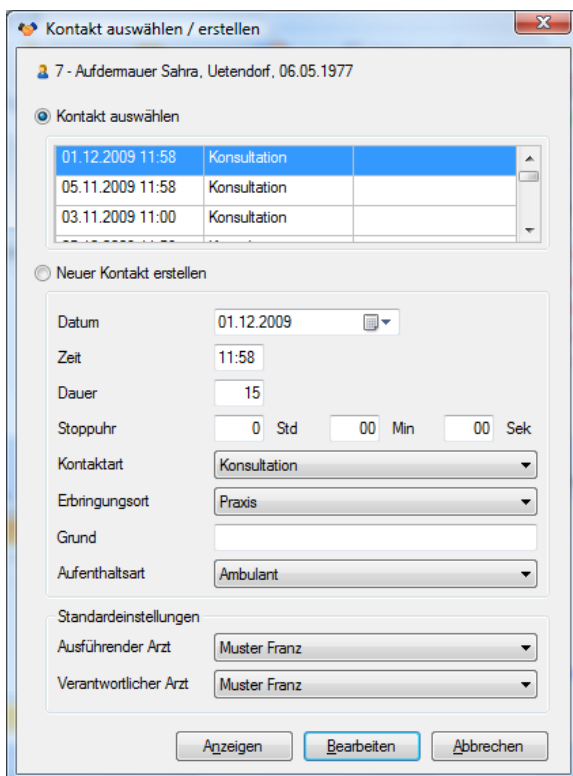 Kontakt auswählen / erstellen
7 - Aufdermauer Sahra, Uetendorf, 06.05.1977
Kontakt auswählen
01.12.2009 11:58 Konsultation
05.11.2009 11:58 Konsultation
03.11.2009 11:00 Konsultation
Neuer Kontakt erstellen
Datum 01.12.2009
Zeit 11:58
Dauer 15
Stoppuhr 0 Std 00 Min 00 Sek
Kontaktart Konsultation
Erbringungsort Praxis
Grund
Aufenthaltsart Ambulant
Standardeinstellungen
Ausführender Arzt Muster Franz
Verantwortlicher Arzt Muster Franz
Anzeigen Bearbeiten Abbrechen